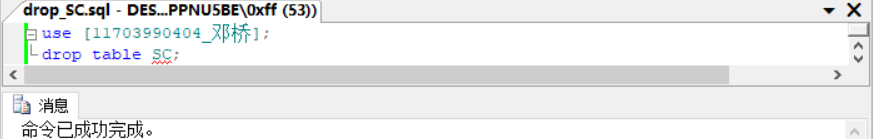 drop_SC.sql - DES...PPNU5BE\0xff (53))
use [11703990404_邓桥];
drop table SC;
消息
命令已成功完成。